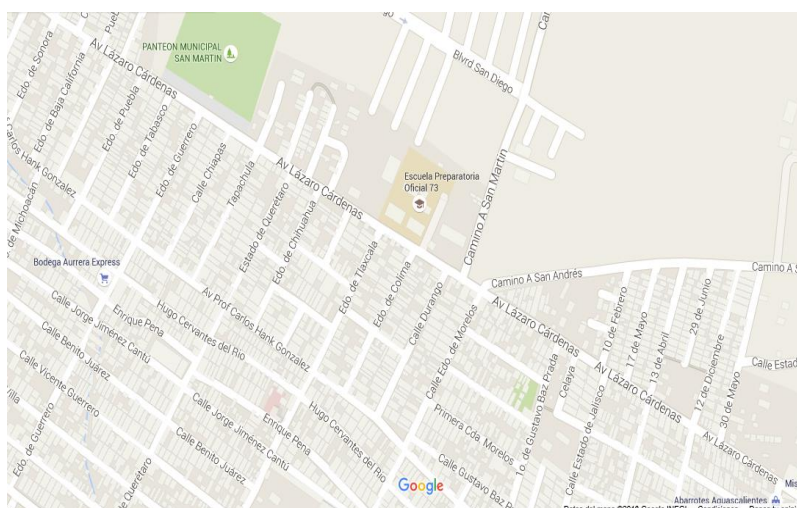 PANTEON MUNICIPAL
SAN MARTIN
Av Lázaro Cárdenas
Edo. de Sonora
Edo. de Baja California
Edo. de Puebla
Edo. de Tabasco
Edo. de Guerrero
Calle Chiapas
Tapachula
Estado de Querétaro
Edo. de Chihuahua
Av Lázaro Cárdenas
Blvrd San Diego
Escuela Preparatoria
Oficial 73
Camino A San Martín
Camino A San Andrés
Camino A S
Carlos Hank Gonzalez
de Michoacán
Bodega Aurrera Express
Edo. de Tlaxcala
Edo. de Colima
Calle Durango
Calle Edo. de Morelos
Av Lázaro Cárdenas
10 de Febrero
17 de Mayo
13 de Abril
29 de Junio
12 de Diciembre
30 de Mayo
Calle Estad
Av Prof Carlos Hank Gonzalez
Enrique Pena
Hugo Cervantes del Rio
Calle Jorge Jiménez Cantú
Calle Benito Juárez
Calle Vicente Guerrero
Villa
Edo. de Guerrero
de Querétaro
Calle Jorge Jiménez Cantú
Calle Benito Juárez
Enrique Pena
Hugo Cervantes del Rio
Primera Cda. Morelos
Calle Gustavo Baz P
1o. de Gustavo Baz Prada
Celaya
Calle Estado de Jalisco
Av Lázaro Cárdenas
Av Lázaro Cárdenas
Google
Mis
Abarrotes Aguascalientes